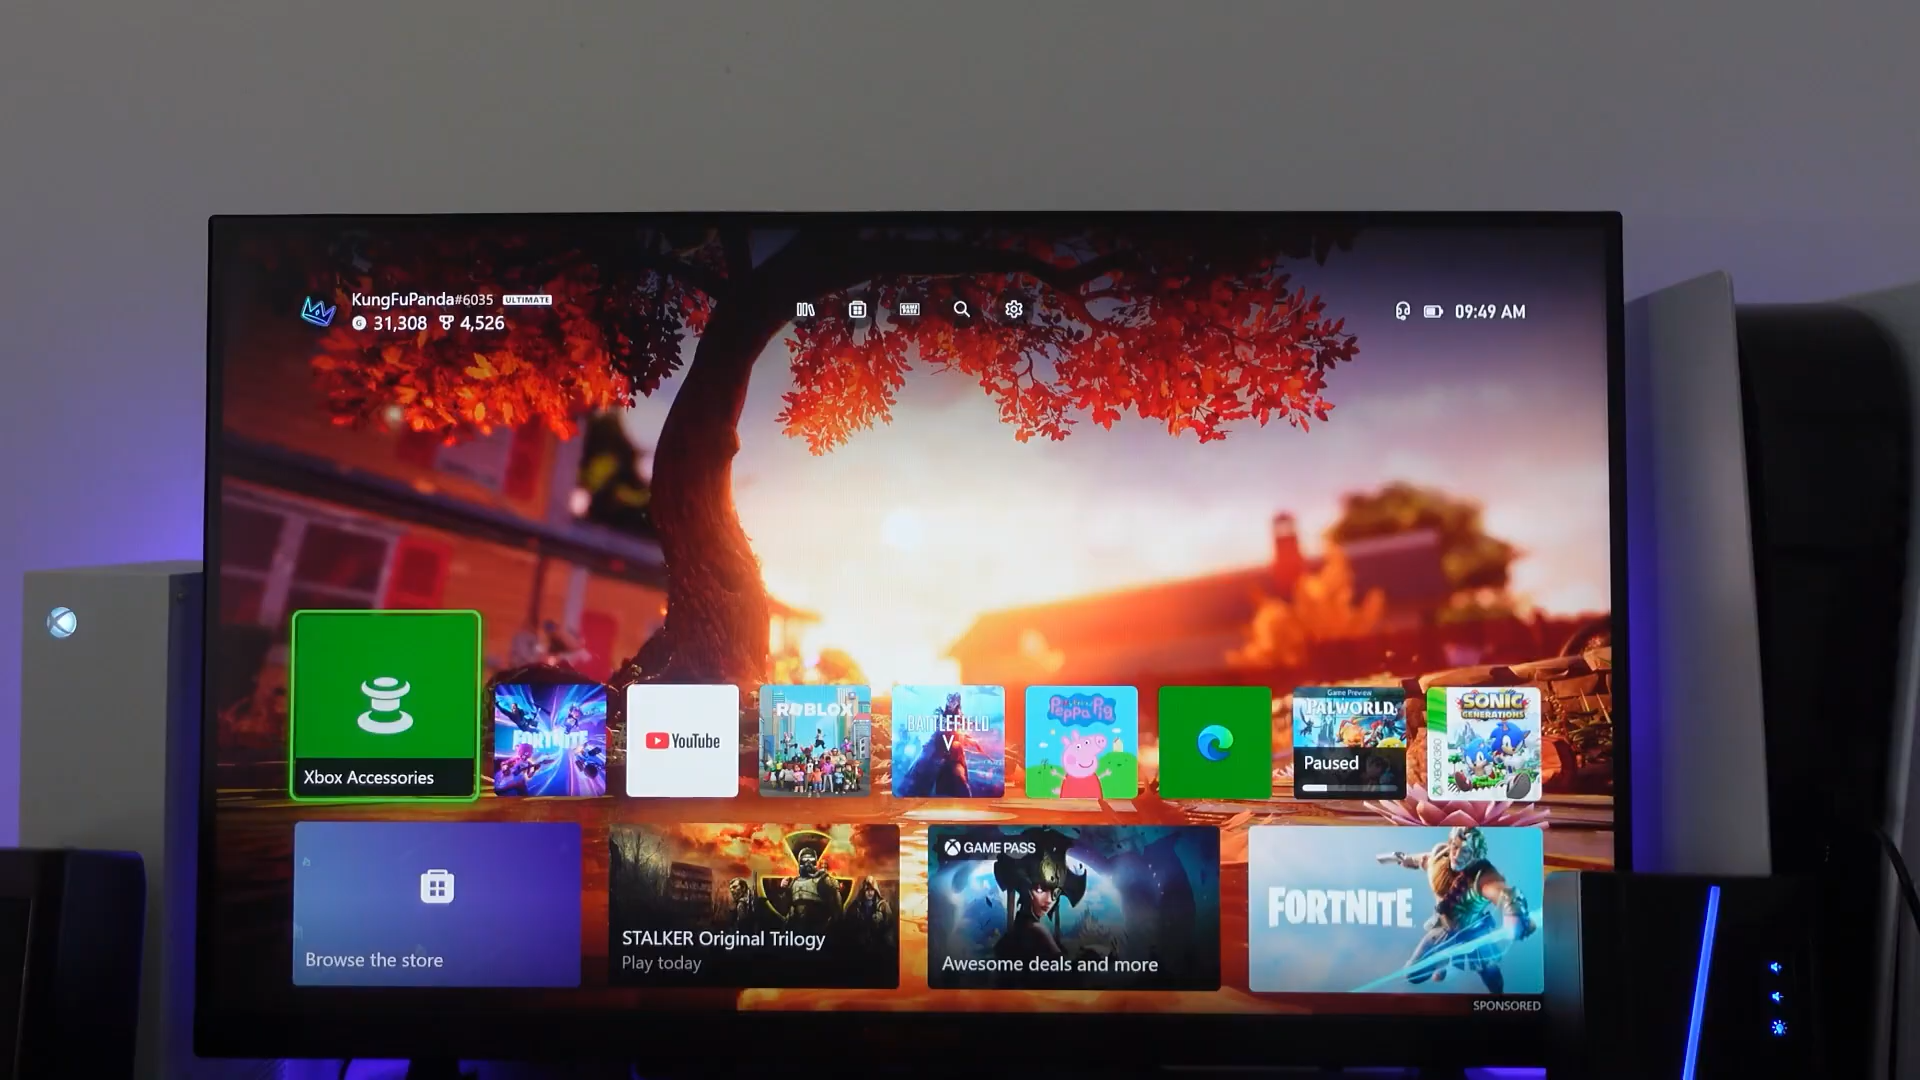 KungFuPanda#6035 ULTIMATE
31,308 4,526
GAME PASS
09:49 AM
Xbox Accessories
FORTNITE
YouTube
ROBLOX
BATTLEFIELD V
Peppa Pig
Game Preview
PALWORLD
Paused
SONIC
GENERATIONS
XBOX 360
Browse the store
STALKER Original Trilogy
Play today
GAME PASS
Awesome deals and more
FORTNITE
SPONSORED